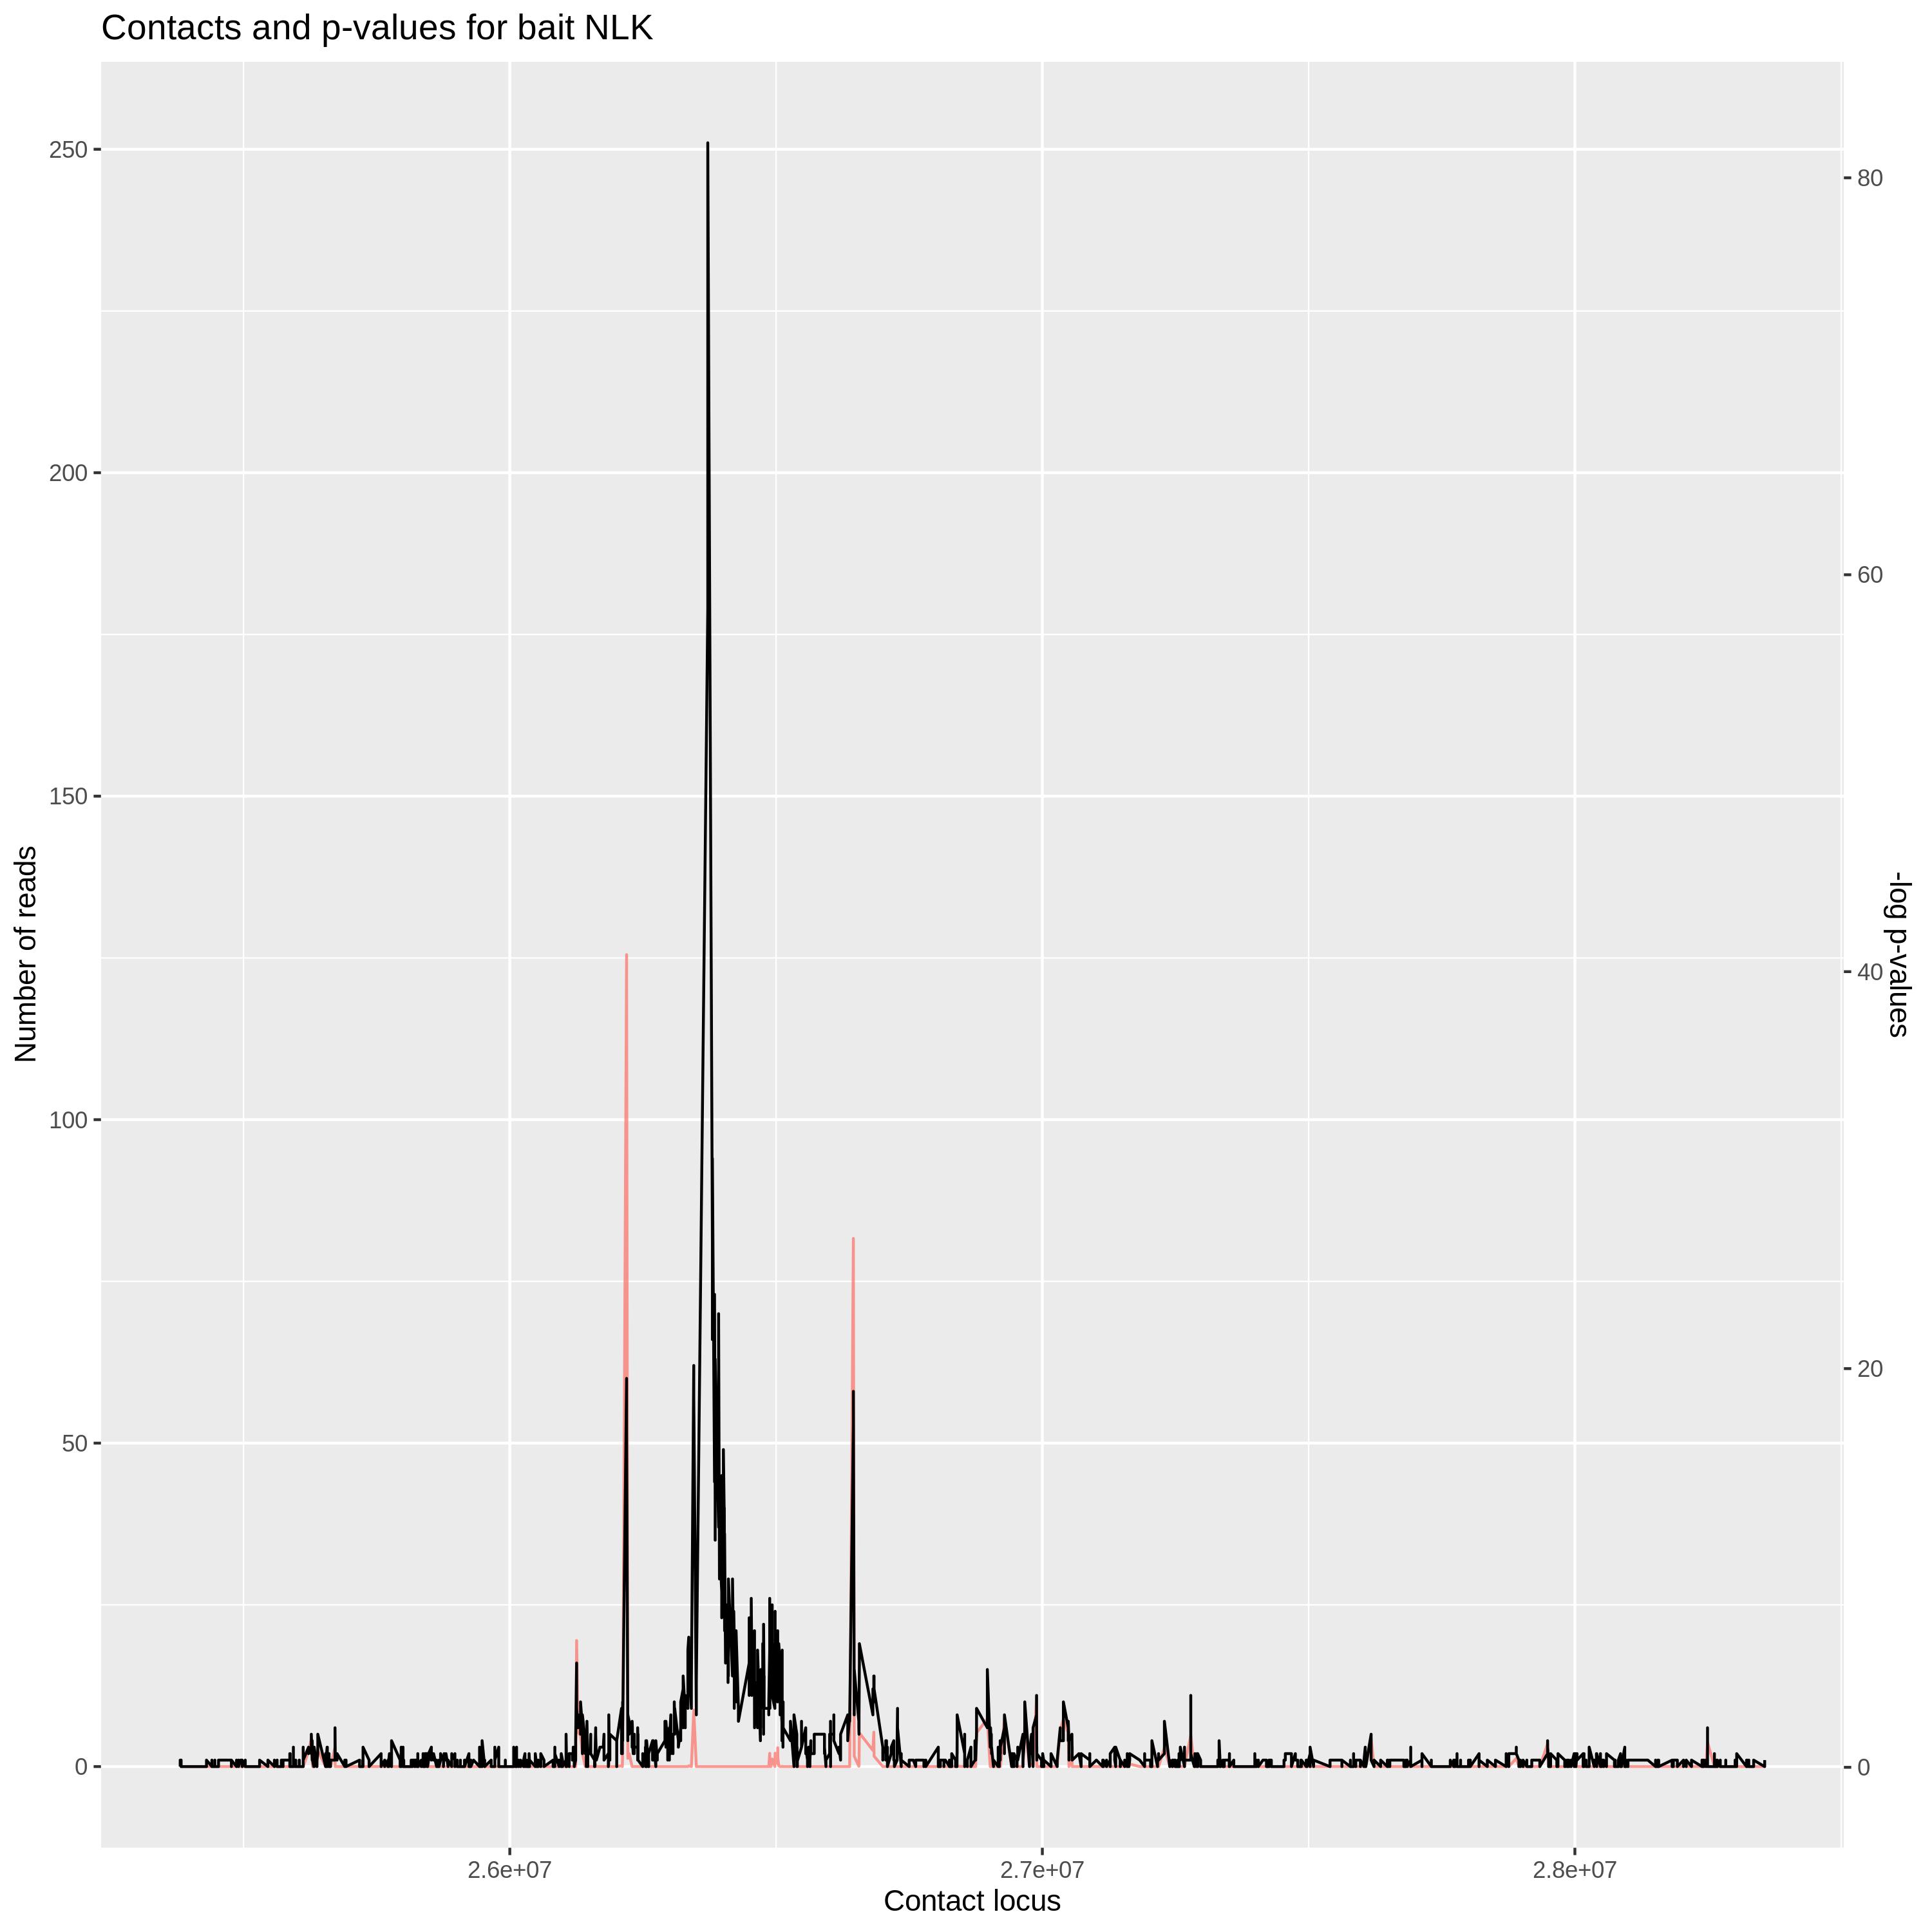 Contacts and p-values for bait NLK
250
200
150
100
50
0
Number of reads
80
60
40
20
0
-log p-values
2.6e+07
2.7e+07
2.8e+07
Contact locus